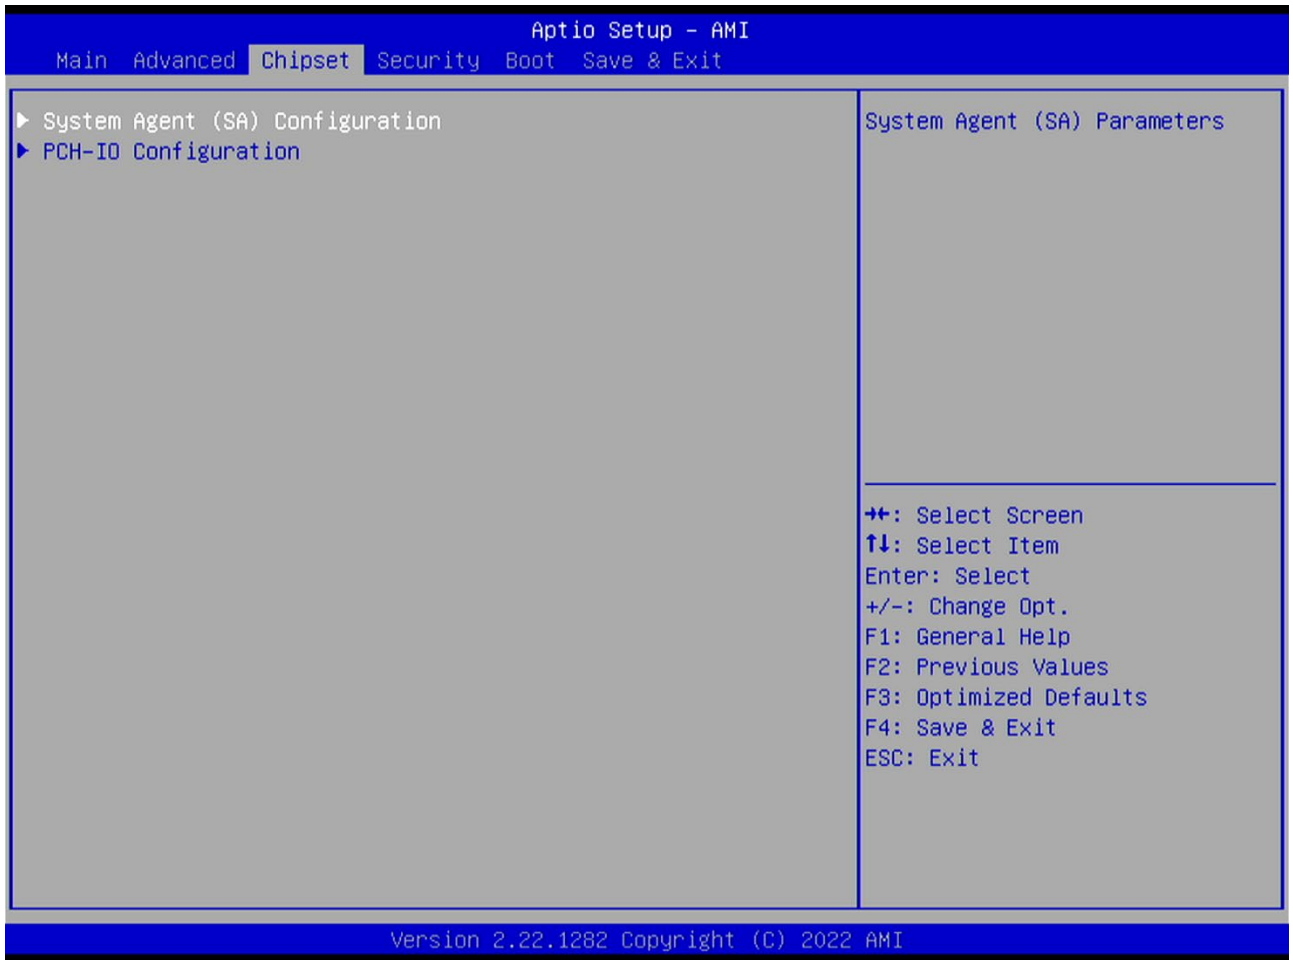 Aptio Setup – AMI
Main Advanced Chipset Security Boot Save & Exit
System Agent (SA) Configuration
PCH-IO Configuration
System Agent (SA) Parameters
→←: Select Screen
↑↓: Select Item
Enter: Select
+/-: Change Opt.
F1: General Help
F2: Previous Values
F3: Optimized Defaults
F4: Save & Exit
ESC: Exit
Version 2.22.1282 Copyright (C) 2022 AMI